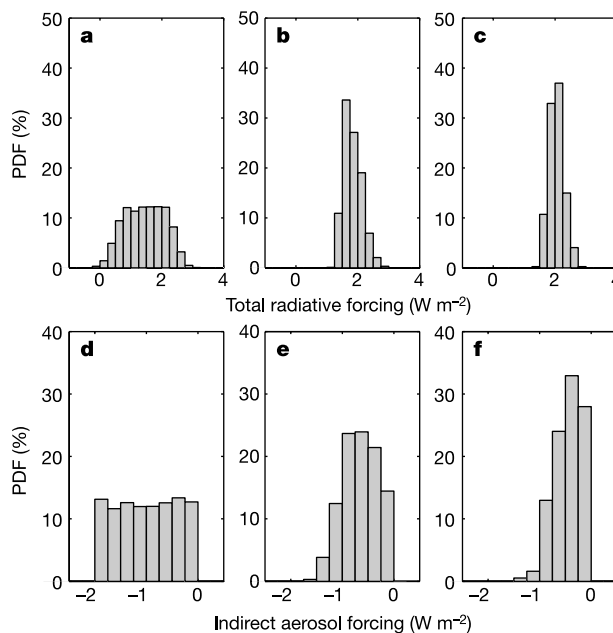 a b c
50 50 50
40 40 40
30 30 30
20 20 20
10 10 10
0 0 0
PDF (%)
0 2 4 0 2 4 0 2 4
Total radiative forcing (W m⁻²)
d e f
40 40 40
30 30 30
20 20 20
10 10 10
0 0 0
PDF (%)
−2 −1 0 −2 −1 0 −2 −1 0
Indirect aerosol forcing (W m⁻²)